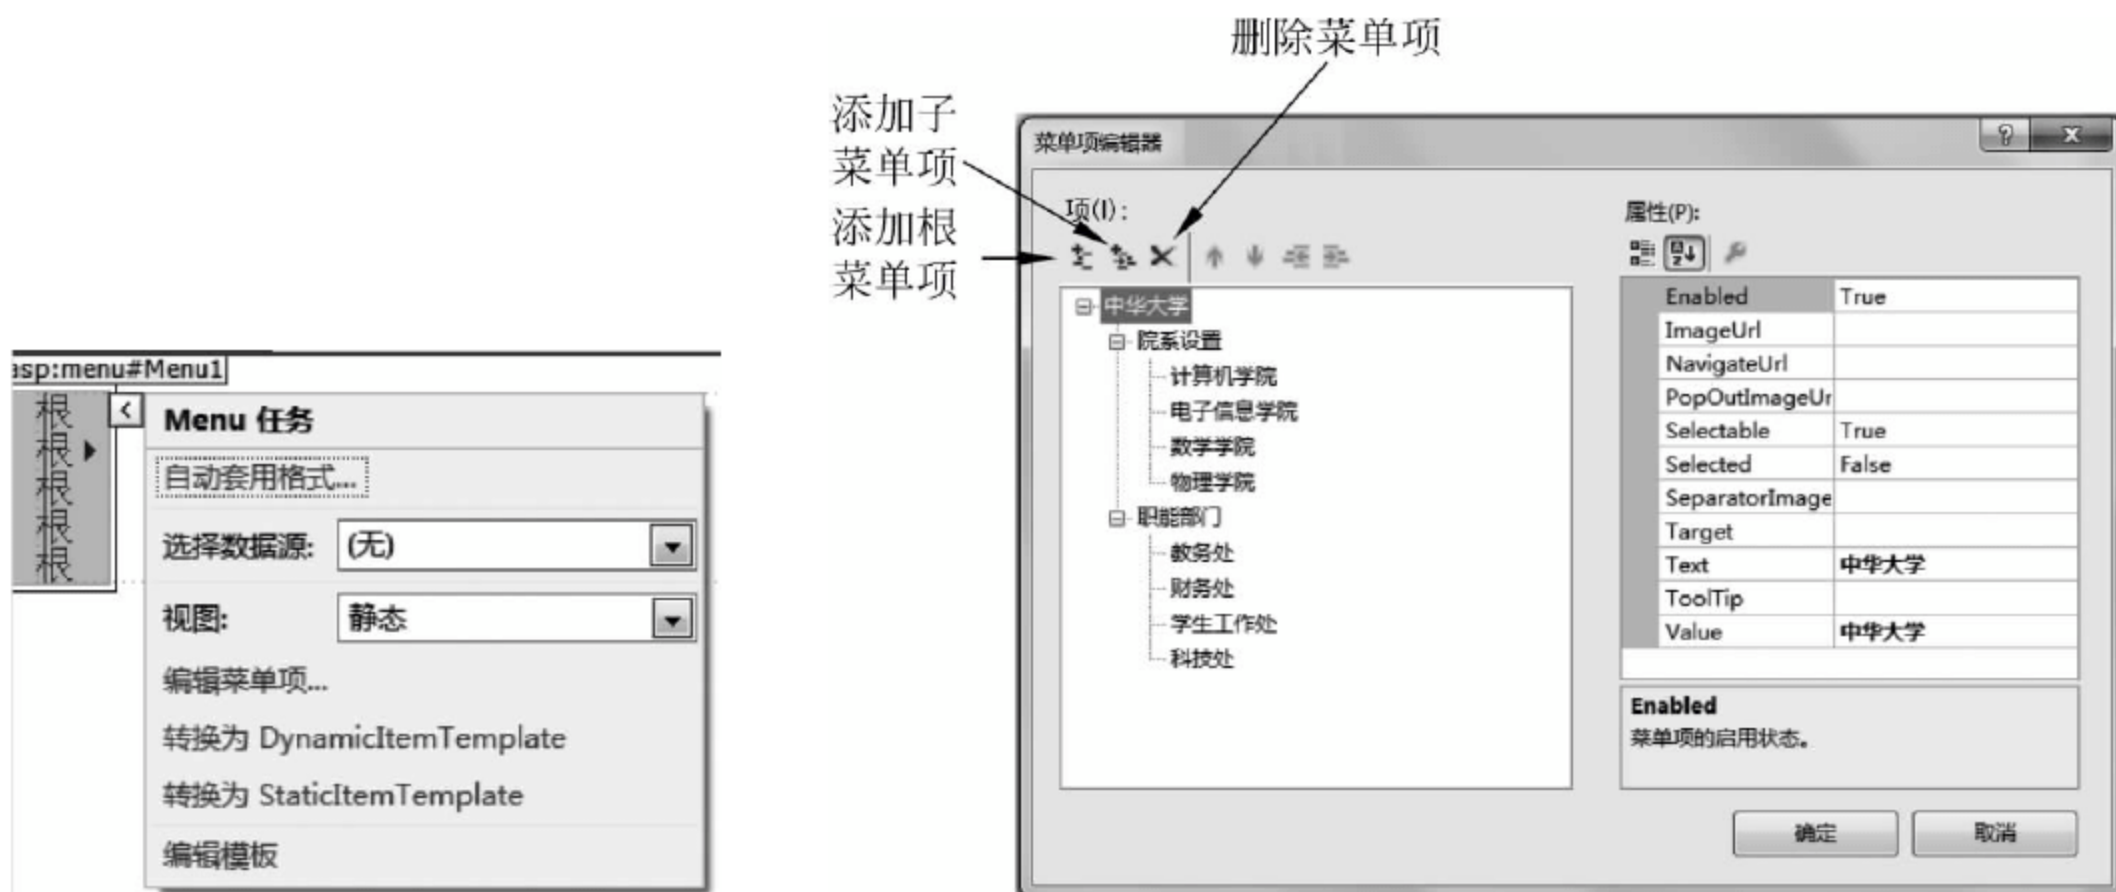 删除菜单项
添加子
菜单项
添加根
菜单项
asp:menu#Menu1
根
根
根
根
根
Menu 任务
自动套用格式...
选择数据源: (无)
视图: 静态
编辑菜单项...
转换为 DynamicItemTemplate
转换为 StaticItemTemplate
编辑模板
菜单项编辑器
项(I):
中华大学
院系设置
计算机学院
电子信息学院
数学学院
物理学院
职能部门
教务处
财务处
学生工作处
科技处
属性(P):
Enabled True
ImageUrl
NavigateUrl
PopOutImageUr
Selectable True
Selected False
SeparatorImage
Target
Text 中华大学
ToolTip
Value 中华大学
Enabled
菜单项的启用状态。
确定 取消